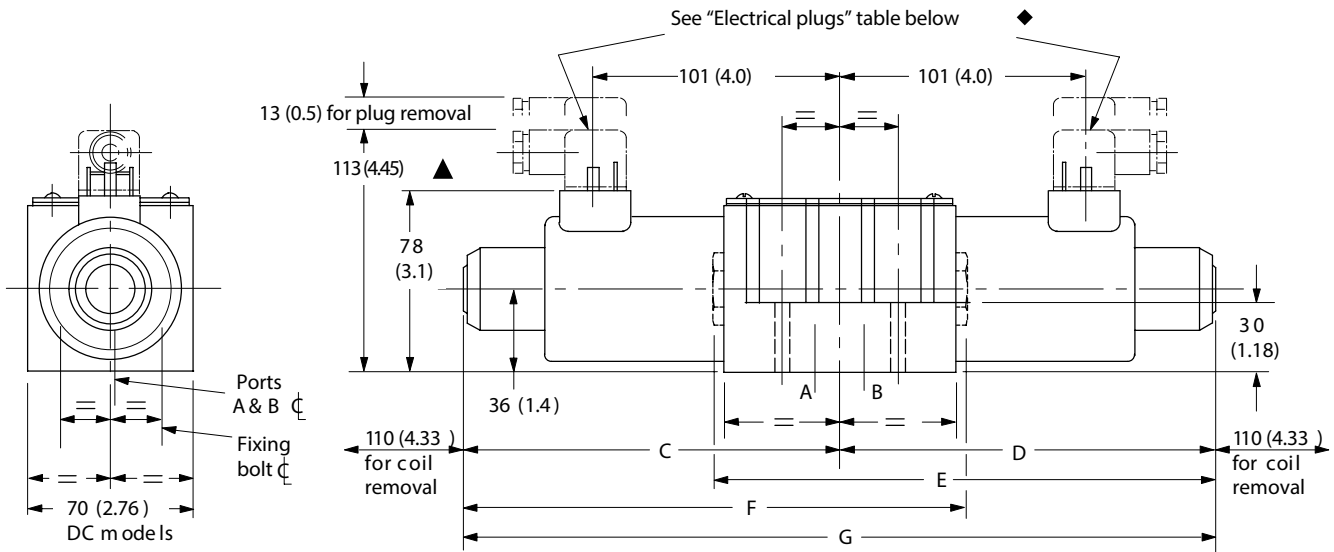 See “Electrical plugs” table below ◆
101 (4.0)
101 (4.0)
13 (0.5) for plug removal
113 (4.45) ▲
78
(3.1)
30
(1.18)
Ports
A & B ℄
36 (1.4)
A
B
Fixing
bolt ℄
110 (4.33)
for coil
removal
C
D
110 (4.33)
for coil
removal
E
70 (2.76)
DC models
F
G